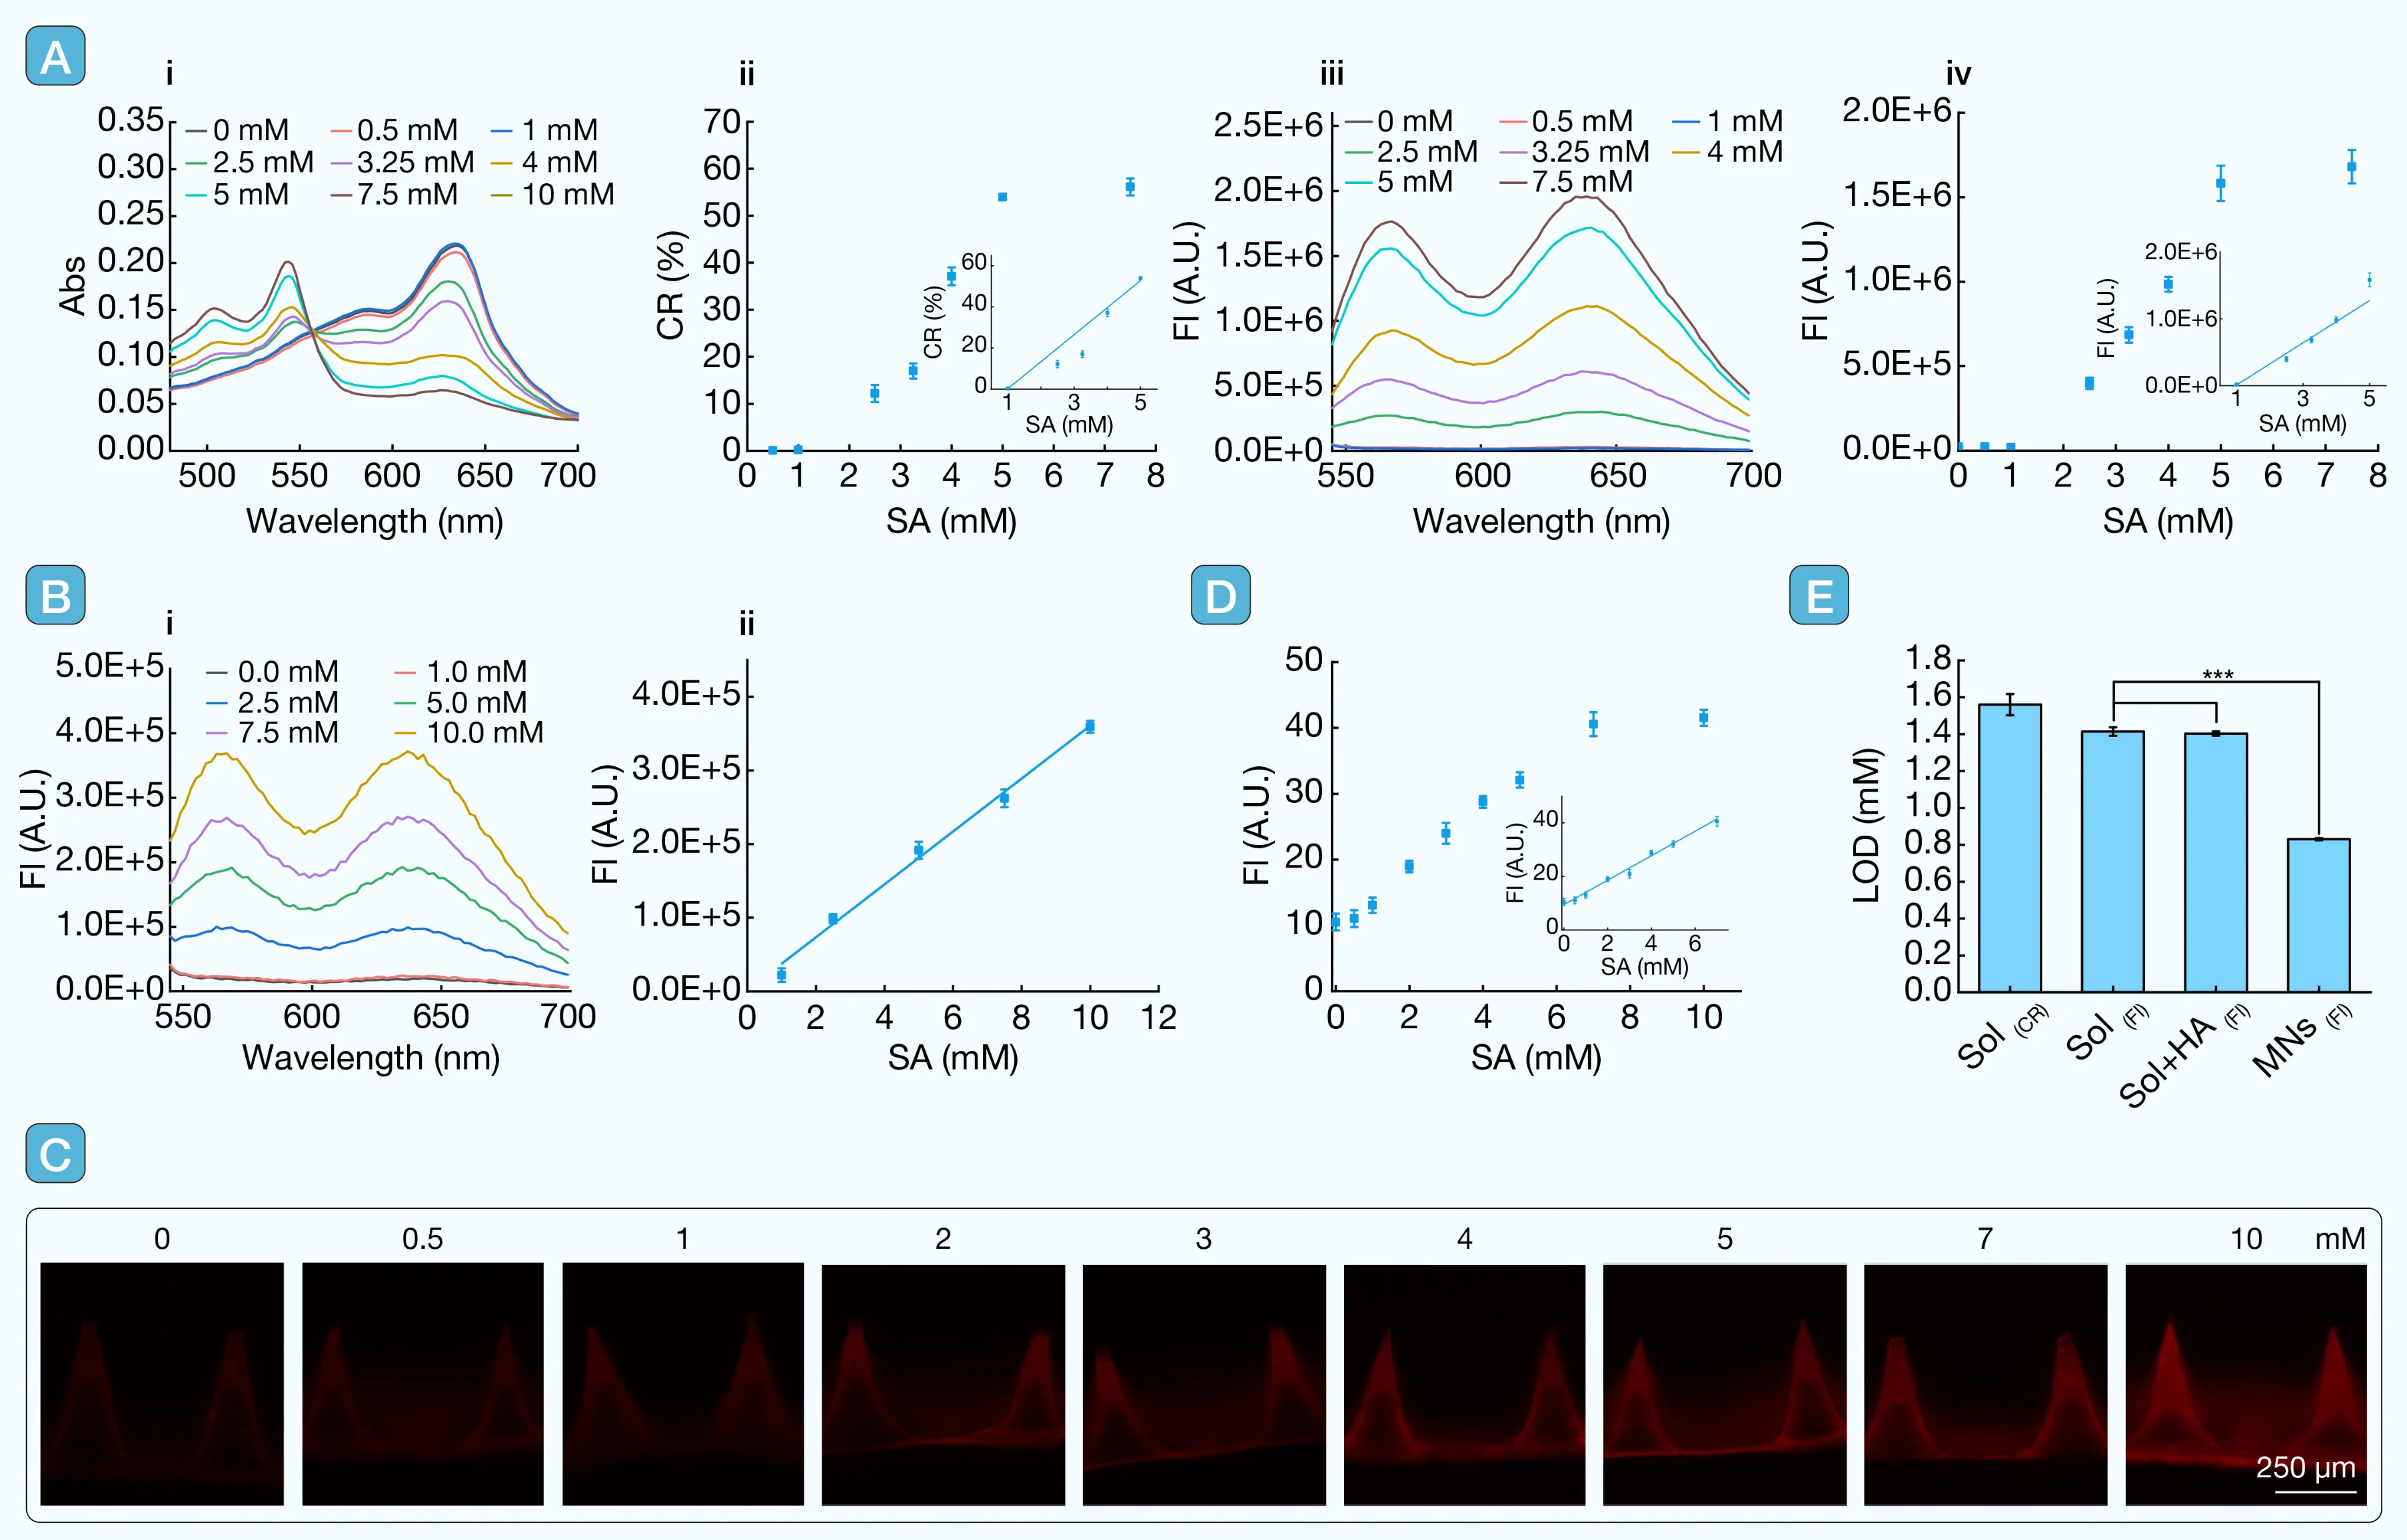 A
i
0.35
0.30
0.25
0.20
0.15
0.10
0.05
0.00
Abs
0 mM 0.5 mM 1 mM
2.5 mM 3.25 mM 4 mM
5 mM 7.5 mM 10 mM
500 550 600 650 700
Wavelength (nm)
ii
70
60
50
40
30
20
10
0
CR (%)
0 1 2 3 4 5 6 7 8
SA (mM)
60
40
20
0
CR (%)
1 3 5
SA (mM)
iii
2.5E+6
2.0E+6
1.5E+6
1.0E+6
5.0E+5
0.0E+0
FI (A.U.)
0 mM 0.5 mM 1 mM
2.5 mM 3.25 mM 4 mM
5 mM 7.5 mM
550 600 650 700
Wavelength (nm)
iv
2.0E+6
1.5E+6
1.0E+6
5.0E+5
0.0E+0
FI (A.U.)
0 1 2 3 4 5 6 7 8
SA (mM)
2.0E+6
1.0E+6
0.0E+0
FI (A.U.)
1 3 5
SA (mM)
B
i
5.0E+5
4.0E+5
3.0E+5
2.0E+5
1.0E+5
0.0E+0
FI (A.U.)
0.0 mM 1.0 mM
2.5 mM 5.0 mM
7.5 mM 10.0 mM
550 600 650 700
Wavelength (nm)
ii
4.0E+5
3.0E+5
2.0E+5
1.0E+5
0.0E+0
FI (A.U.)
0 2 4 6 8 10 12
SA (mM)
D
50
40
30
20
10
0
FI (A.U.)
0 2 4 6 8 10
SA (mM)
40
20
0
FI (A.U.)
0 2 4 6
SA (mM)
E
1.8
1.6
1.4
1.2
1.0
0.8
0.6
0.4
0.2
0.0
LOD (mM)
***
Sol (CR)
Sol (FI)
Sol+HA (FI)
MNs (FI)
C
0 0.5 1 2 3 4 5 7 10 mM
250 µm